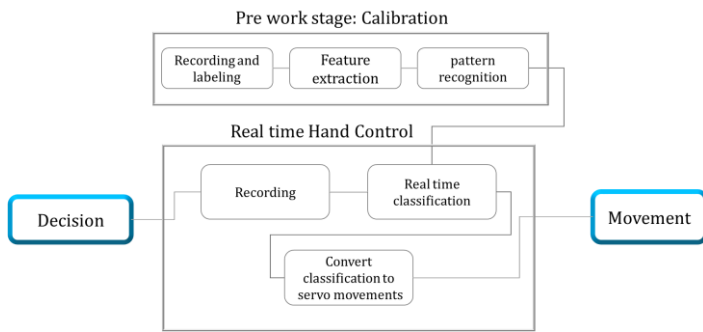 Pre work stage: Calibration
Recording and
labeling
Feature
extraction
pattern
recognition
Real time Hand Control
Decision
Recording
Real time
classification
Movement
Convert
classification to
servo movements